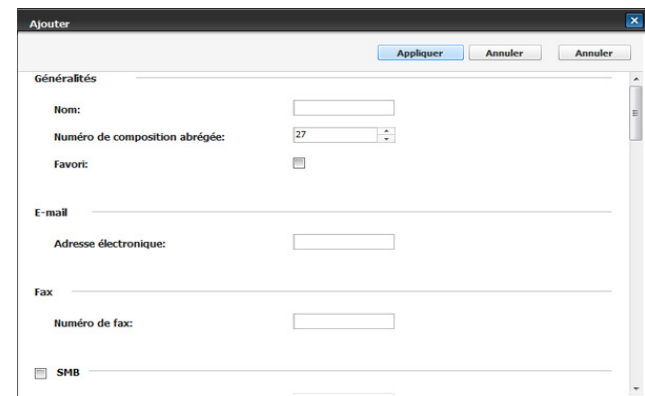 Ajouter
Appliquer Annuler Annuler
Généralités
Nom:
Numéro de composition abrégée: 27
Favori:
E-mail
Adresse électronique:
Fax
Numéro de fax:
SMB